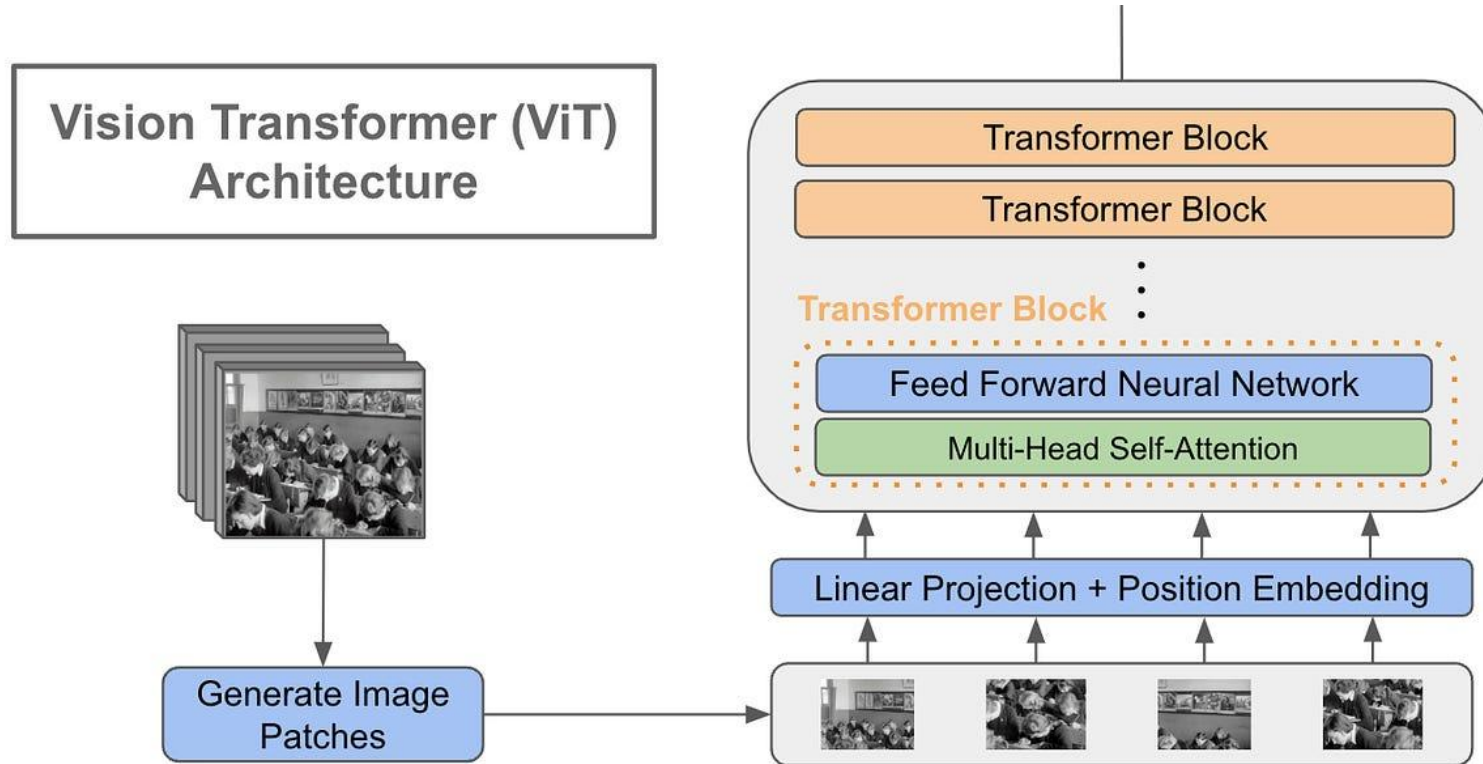 Vision Transformer (ViT)
Architecture
Transformer Block
Transformer Block
Transformer Block
Feed Forward Neural Network
Multi-Head Self-Attention
Linear Projection + Position Embedding
Generate Image
Patches